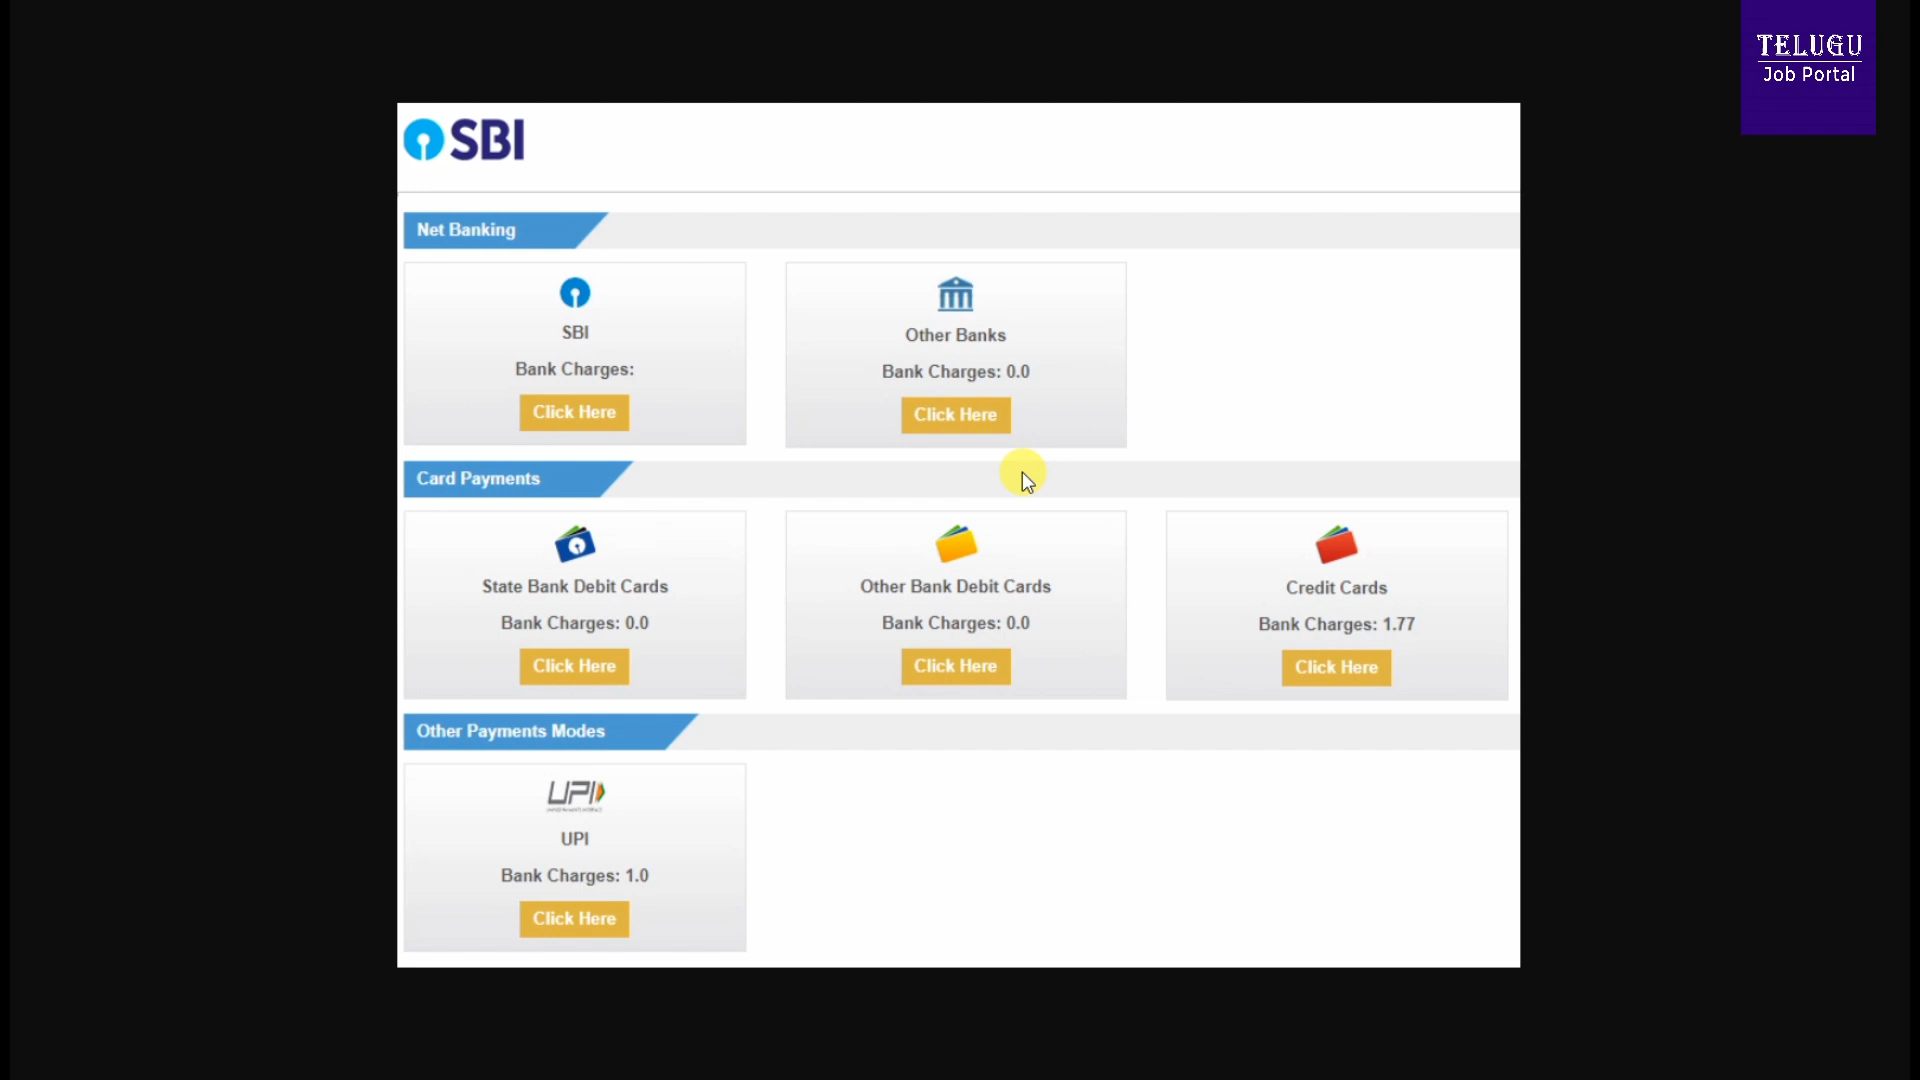 TELUGU
Job Portal
SBI
Net Banking
SBI
Bank Charges:
Click Here
Other Banks
Bank Charges: 0.0
Click Here
Card Payments
State Bank Debit Cards
Bank Charges: 0.0
Click Here
Other Bank Debit Cards
Bank Charges: 0.0
Click Here
Credit Cards
Bank Charges: 1.77
Click Here
Other Payments Modes
UPI
UPI
Bank Charges: 1.0
Click Here